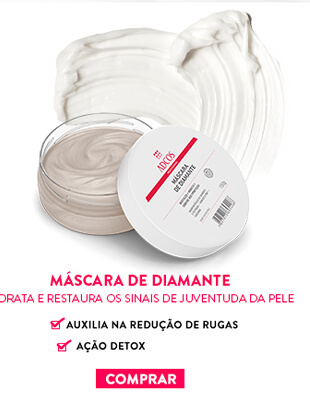 ADCOS
MÁSCARA
DE DIAMANTE
MÁSCARA DE DIAMANTE
DRATA E RESTAURA OS SINAIS DE JUVENTUDA DA PELE
AUXILIA NA REDUÇÃO DE RUGAS
AÇÃO DETOX
COMPRAR